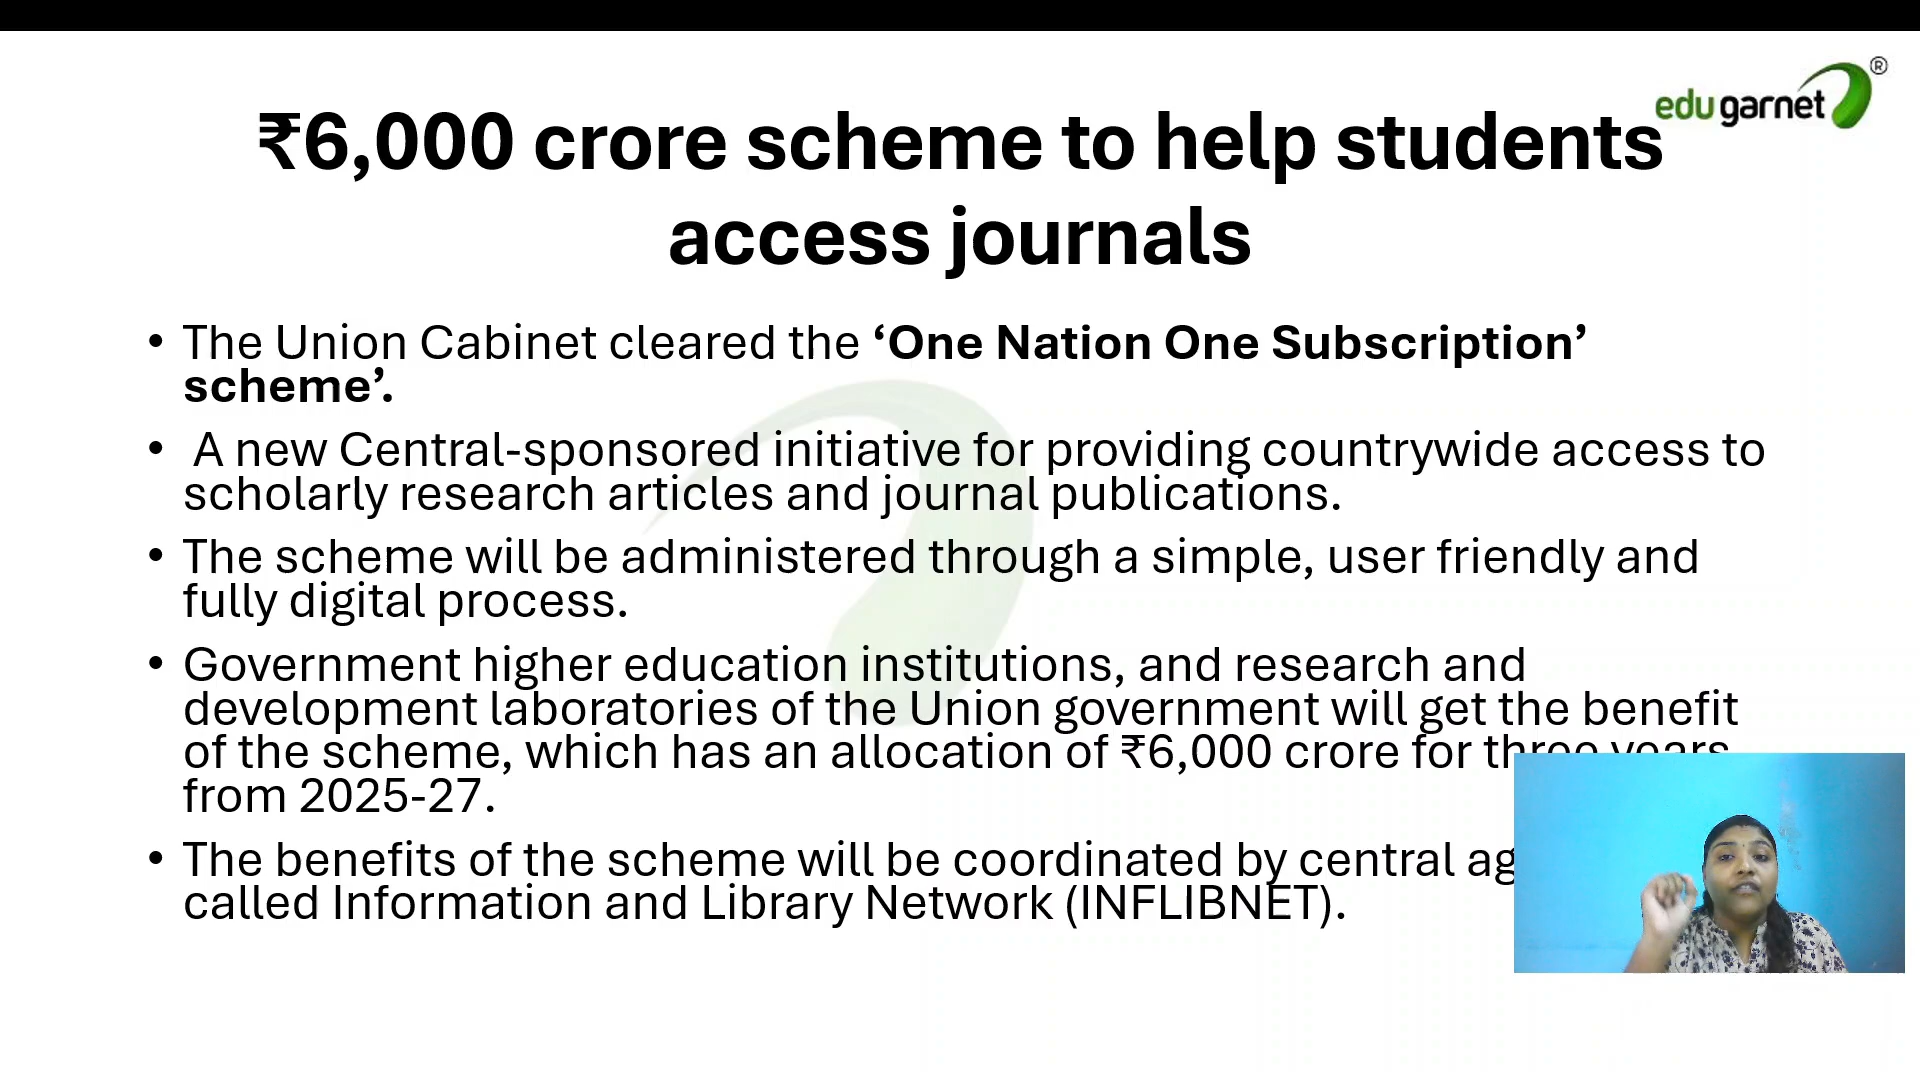 edu garnet ®
₹6,000 crore scheme to help students
access journals
• The Union Cabinet cleared the ‘One Nation One Subscription’
scheme’.
• A new Central-sponsored initiative for providing countrywide access to
scholarly research articles and journal publications.
• The scheme will be administered through a simple, user friendly and
fully digital process.
• Government higher education institutions, and research and
development laboratories of the Union government will get the benefit
of the scheme, which has an allocation of ₹6,000 crore for three years
from 2025-27.
• The benefits of the scheme will be coordinated by central
called Information and Library Network (INFLIBNET).